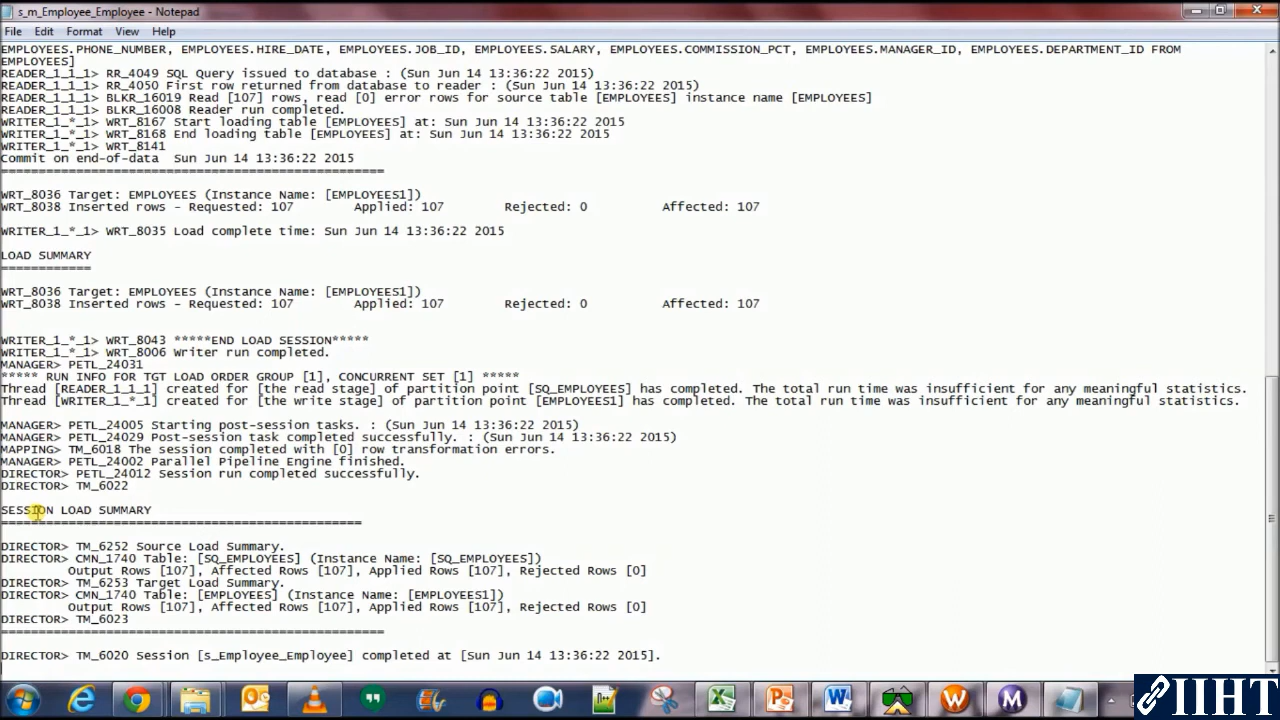 s_m_Employee_Employee - Notepad
File Edit Format View Help
EMPLOYEES.PHONE_NUMBER, EMPLOYEES.HIRE_DATE, EMPLOYEES.JOB_ID, EMPLOYEES.SALARY, EMPLOYEES.COMMISSION_PCT, EMPLOYEES.MANAGER_ID, EMPLOYEES.DEPARTMENT_ID FROM
EMPLOYEES]
READER_1_1_1> RR_4049 SQL Query issued to database : (Sun Jun 14 13:36:22 2015)
READER_1_1_1> RR_4050 First row returned from database to reader : (Sun Jun 14 13:36:22 2015)
READER_1_1_1> BLKR_16019 Read [107] rows, read [0] error rows for source table [EMPLOYEES] instance name [EMPLOYEES]
READER_1_1_1> BLKR_16008 Reader run completed.
WRITER_1_*_1> WRT_8167 Start loading table [EMPLOYEES] at: Sun Jun 14 13:36:22 2015
WRITER_1_*_1> WRT_8168 End loading table [EMPLOYEES] at: Sun Jun 14 13:36:22 2015
WRITER_1_*_1> WRT_8141
Commit on end-of-data  Sun Jun 14 13:36:22 2015
===================================================
WRT_8036 Target: EMPLOYEES (Instance Name: [EMPLOYEES1])
WRT_8038 Inserted rows - Requested: 107 Applied: 107 Rejected: 0 Affected: 107
WRITER_1_*_1> WRT_8035 Load complete time: Sun Jun 14 13:36:22 2015
LOAD SUMMARY
============
WRT_8036 Target: EMPLOYEES (Instance Name: [EMPLOYEES1])
WRT_8038 Inserted rows - Requested: 107 Applied: 107 Rejected: 0 Affected: 107
WRITER_1_*_1> WRT_8043 *****END LOAD SESSION*****
WRITER_1_*_1> WRT_8006 Writer run completed.
MANAGER> PETL_24031
***** RUN INFO FOR TGT LOAD ORDER GROUP [1], CONCURRENT SET [1] *****
Thread [READER_1_1_1] created for [the read stage] of partition point [SQ_EMPLOYEES] has completed. The total run time was insufficient for any meaningful statistics.
Thread [WRITER_1_*_1] created for [the write stage] of partition point [EMPLOYEES1] has completed. The total run time was insufficient for any meaningful statistics.
MANAGER> PETL_24005 Starting post-session tasks. : (Sun Jun 14 13:36:22 2015)
MANAGER> PETL_24029 Post-session task completed successfully. : (Sun Jun 14 13:36:22 2015)
MAPPING> TM_6018 The session completed with [0] row transformation errors.
MANAGER> PETL_24002 Parallel Pipeline Engine finished.
DIRECTOR> PETL_24012 Session run completed successfully.
DIRECTOR> TM_6022
SESSION LOAD SUMMARY
================================================
DIRECTOR> TM_6252 Source Load Summary.
DIRECTOR> CMN_1740 Table: [SQ_EMPLOYEES] (Instance Name: [SQ_EMPLOYEES])
Output Rows [107], Affected Rows [107], Applied Rows [107], Rejected Rows [0]
DIRECTOR> TM_6253 Target Load Summary.
DIRECTOR> CMN_1740 Table: [EMPLOYEES] (Instance Name: [EMPLOYEES1])
Output Rows [107], Affected Rows [107], Applied Rows [107], Rejected Rows [0]
DIRECTOR> TM_6023
===================================================
DIRECTOR> TM_6020 Session [s_Employee_Employee] completed at [Sun Jun 14 13:36:22 2015].
IIHT